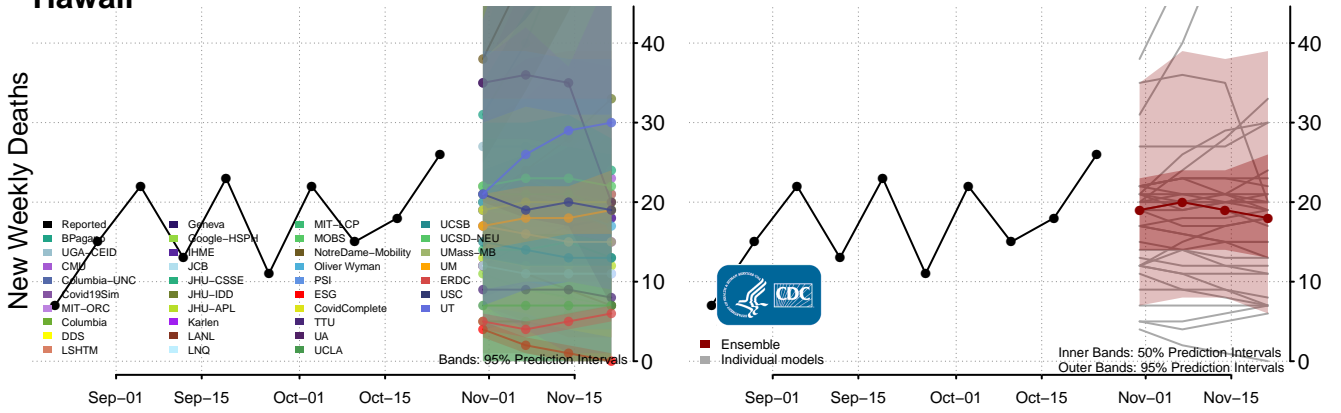 Hawaii
New Weekly Deaths
40
30
20
10
0
Reported
BPagano
UGA−CEID
CMU
Columbia−UNC
Covid19Sim
MIT−ORC
Columbia
DDS
LSHTM
Geneva
Google−HSPH
IHME
JCB
JHU−CSSE
JHU−IDD
JHU−APL
Karlen
LANL
LNQ
MIT−LCP
MOBS
NotreDame−Mobility
Oliver Wyman
PSI
ESG
CovidComplete
TTU
UA
UCLA
UCSB
UCSD−NEU
UMass−MB
UM
ERDC
USC
UT
Bands: 95% Prediction Intervals
Sep−01 Sep−15 Oct−01 Oct−15 Nov−01 Nov−15
40
30
20
10
0
CDC
Ensemble
Individual models
Inner Bands: 50% Prediction Intervals
Outer Bands: 95% Prediction Intervals
Sep−01 Sep−15 Oct−01 Oct−15 Nov−01 Nov−15